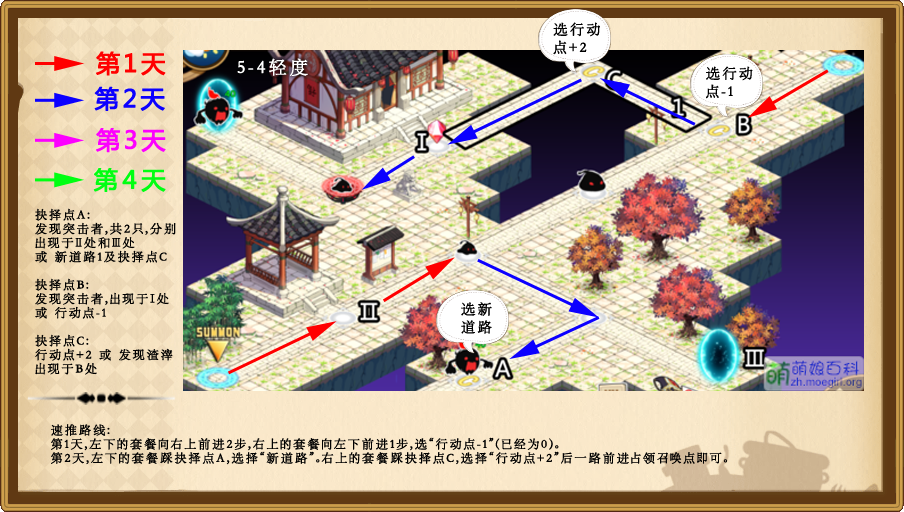 选行动
点+2
5-4轻度
选行动
点-1
第1天
第2天
第3天
第4天
C
1
B
I
II
选新
道路
A
III
SUMMON
萌娘百科
zh.moegirl.org
抉择点A:
发现突击者,共2只,分别
出现于II处和III处
或 新道路1及抉择点C
抉择点B:
发现突击者,出现于I处
或 行动点-1
抉择点C:
行动点+2 或 发现渣滓
出现于B处
速推路线:
第1天,左下的套餐向右上前进2步,右上的套餐向左下前进1步,选“行动点-1”(已经为0)。
第2天,左下的套餐踩抉择点A,选择“新道路”。右上的套餐踩抉择点C,选择“行动点+2”后一路前进占领召唤点即可。